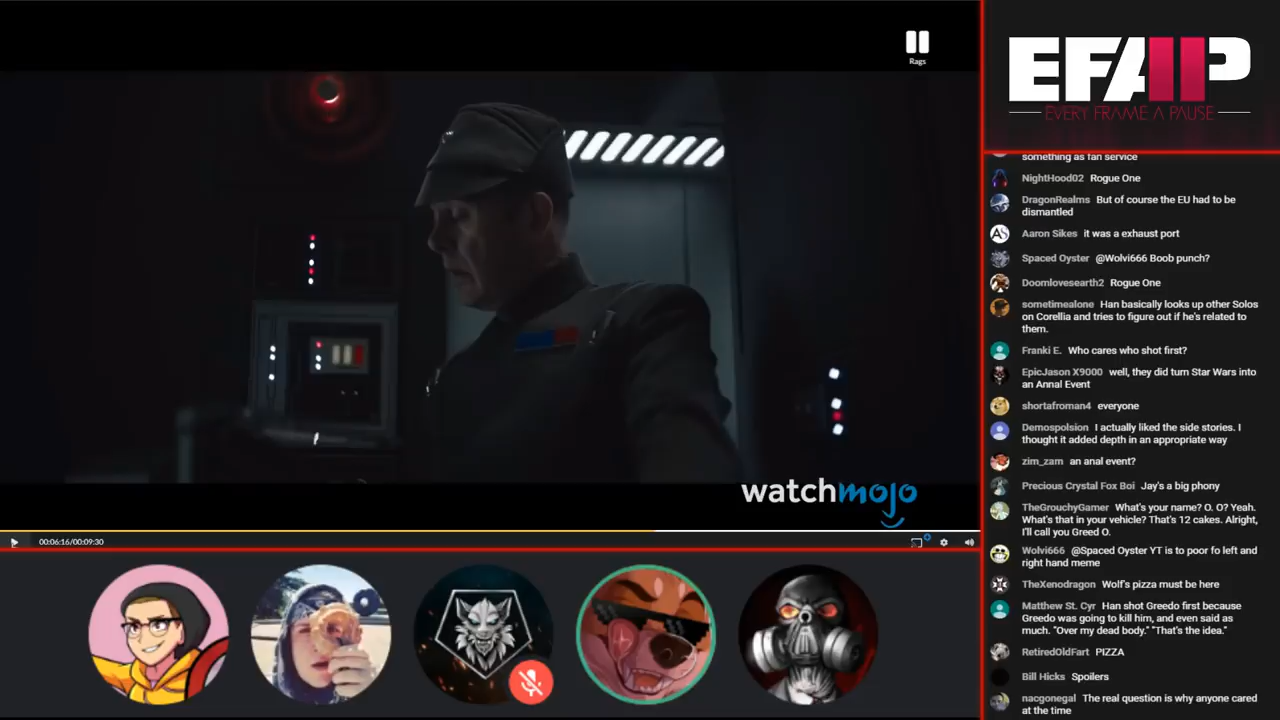 Rags
watchmojo
00:06:16/00:09:30
EFAP
EVERY FRAME A PAUSE
something as fan service
NightHood02 Rogue One
DragonRealms But of course the EU had to be
dismantled
Aaron Sikes it was a exhaust port
Spaced Oyster @Wolvi666 Boob punch?
Doomlovesearth2 Rogue One
sometimealone Han basically looks up other Solos
on Corellia and tries to figure out if he's related to
them.
Franki E. Who cares who shot first?
EpicJason X9000 well, they did turn Star Wars into
an Annal Event
shortafroman4 everyone
Demospolsion I actually liked the side stories. I
thought it added depth in an appropriate way
zim_zam an anal event?
Precious Crystal Fox Boi Jay's a big phony
TheGrouchyGamer What's your name? O. O? Yeah.
What's that in your vehicle? That's 12 cakes. Alright,
I'll call you Greed O.
Wolvi666 @Spaced Oyster YT is to poor fo left and
right hand meme
TheXenodragon Wolf's pizza must be here
Matthew St. Cyr Han shot Greedo first because
Greedo was going to kill him, and even said as
much. "Over my dead body." "That's the idea."
RetiredOldFart PIZZA
Bill Hicks Spoilers
nacgonegal The real question is why anyone cared
at the time